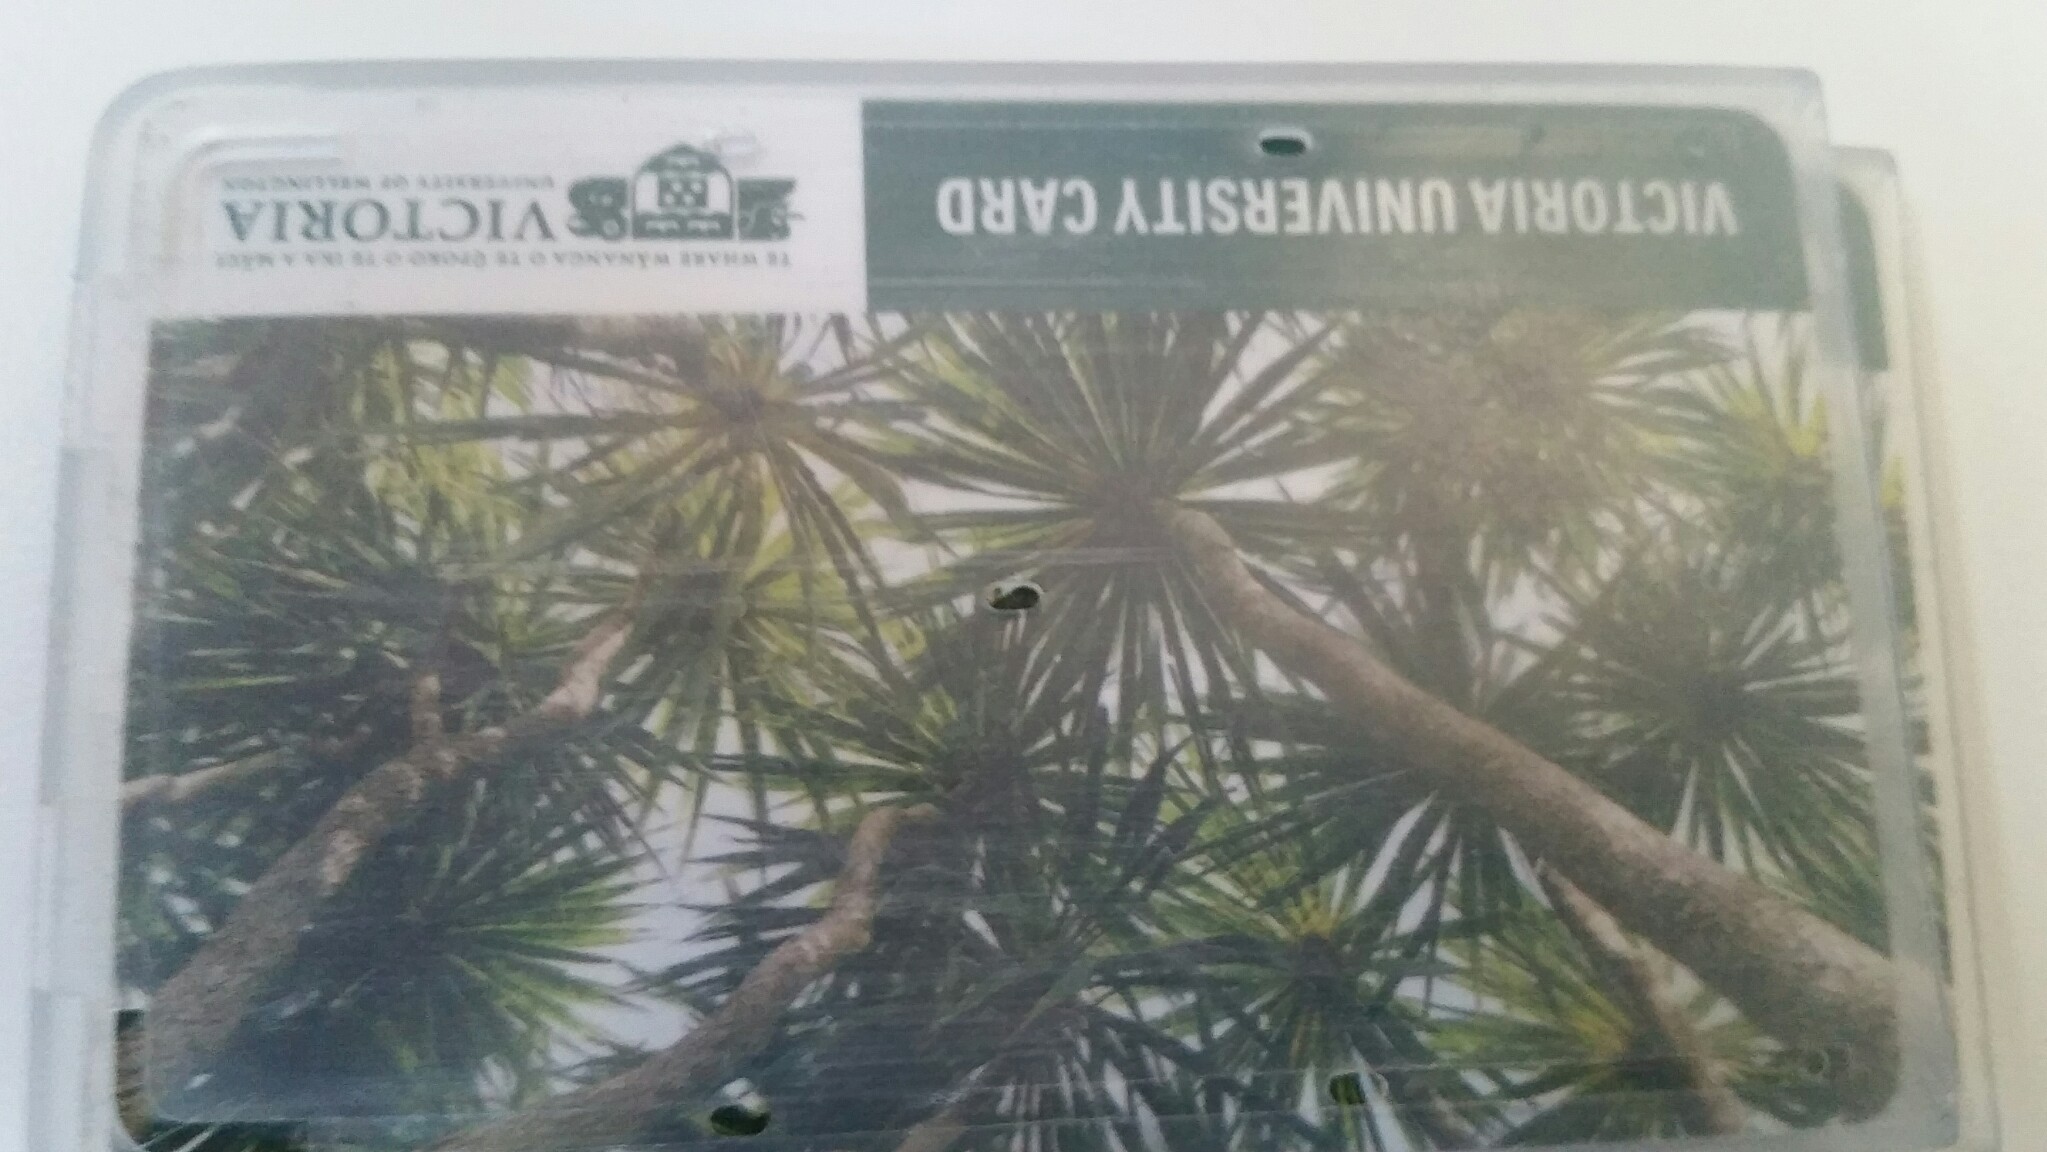 VICTORIA UNIVERSITY CARD
TE WHARE WĀNANGA O TE ŪPOKO O TE IKA A MĀUI
VICTORIA
UNIVERSITY OF WELLINGTON